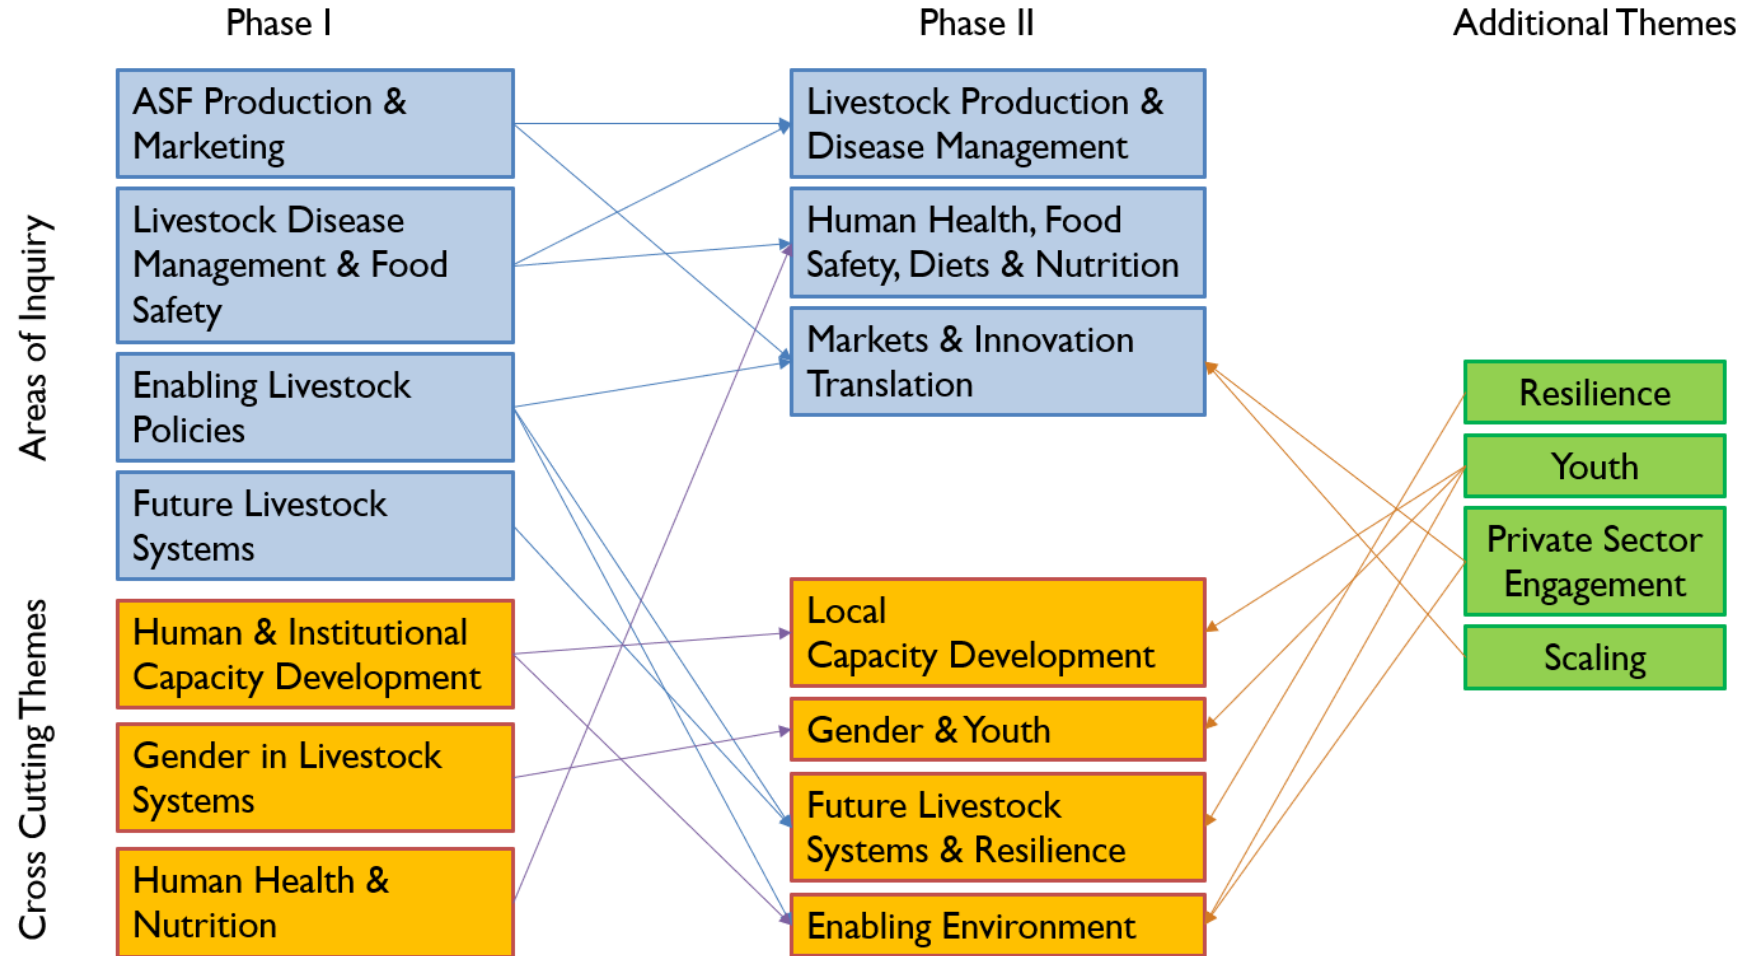 Phase I
Phase II
Additional Themes
Areas of Inquiry
ASF Production &
Marketing
Livestock Disease
Management & Food
Safety
Enabling Livestock
Policies
Future Livestock
Systems
Cross Cutting Themes
Human & Institutional
Capacity Development
Gender in Livestock
Systems
Human Health &
Nutrition
Livestock Production &
Disease Management
Human Health, Food
Safety, Diets & Nutrition
Markets & Innovation
Translation
Local
Capacity Development
Gender & Youth
Future Livestock
Systems & Resilience
Enabling Environment
Resilience
Youth
Private Sector
Engagement
Scaling